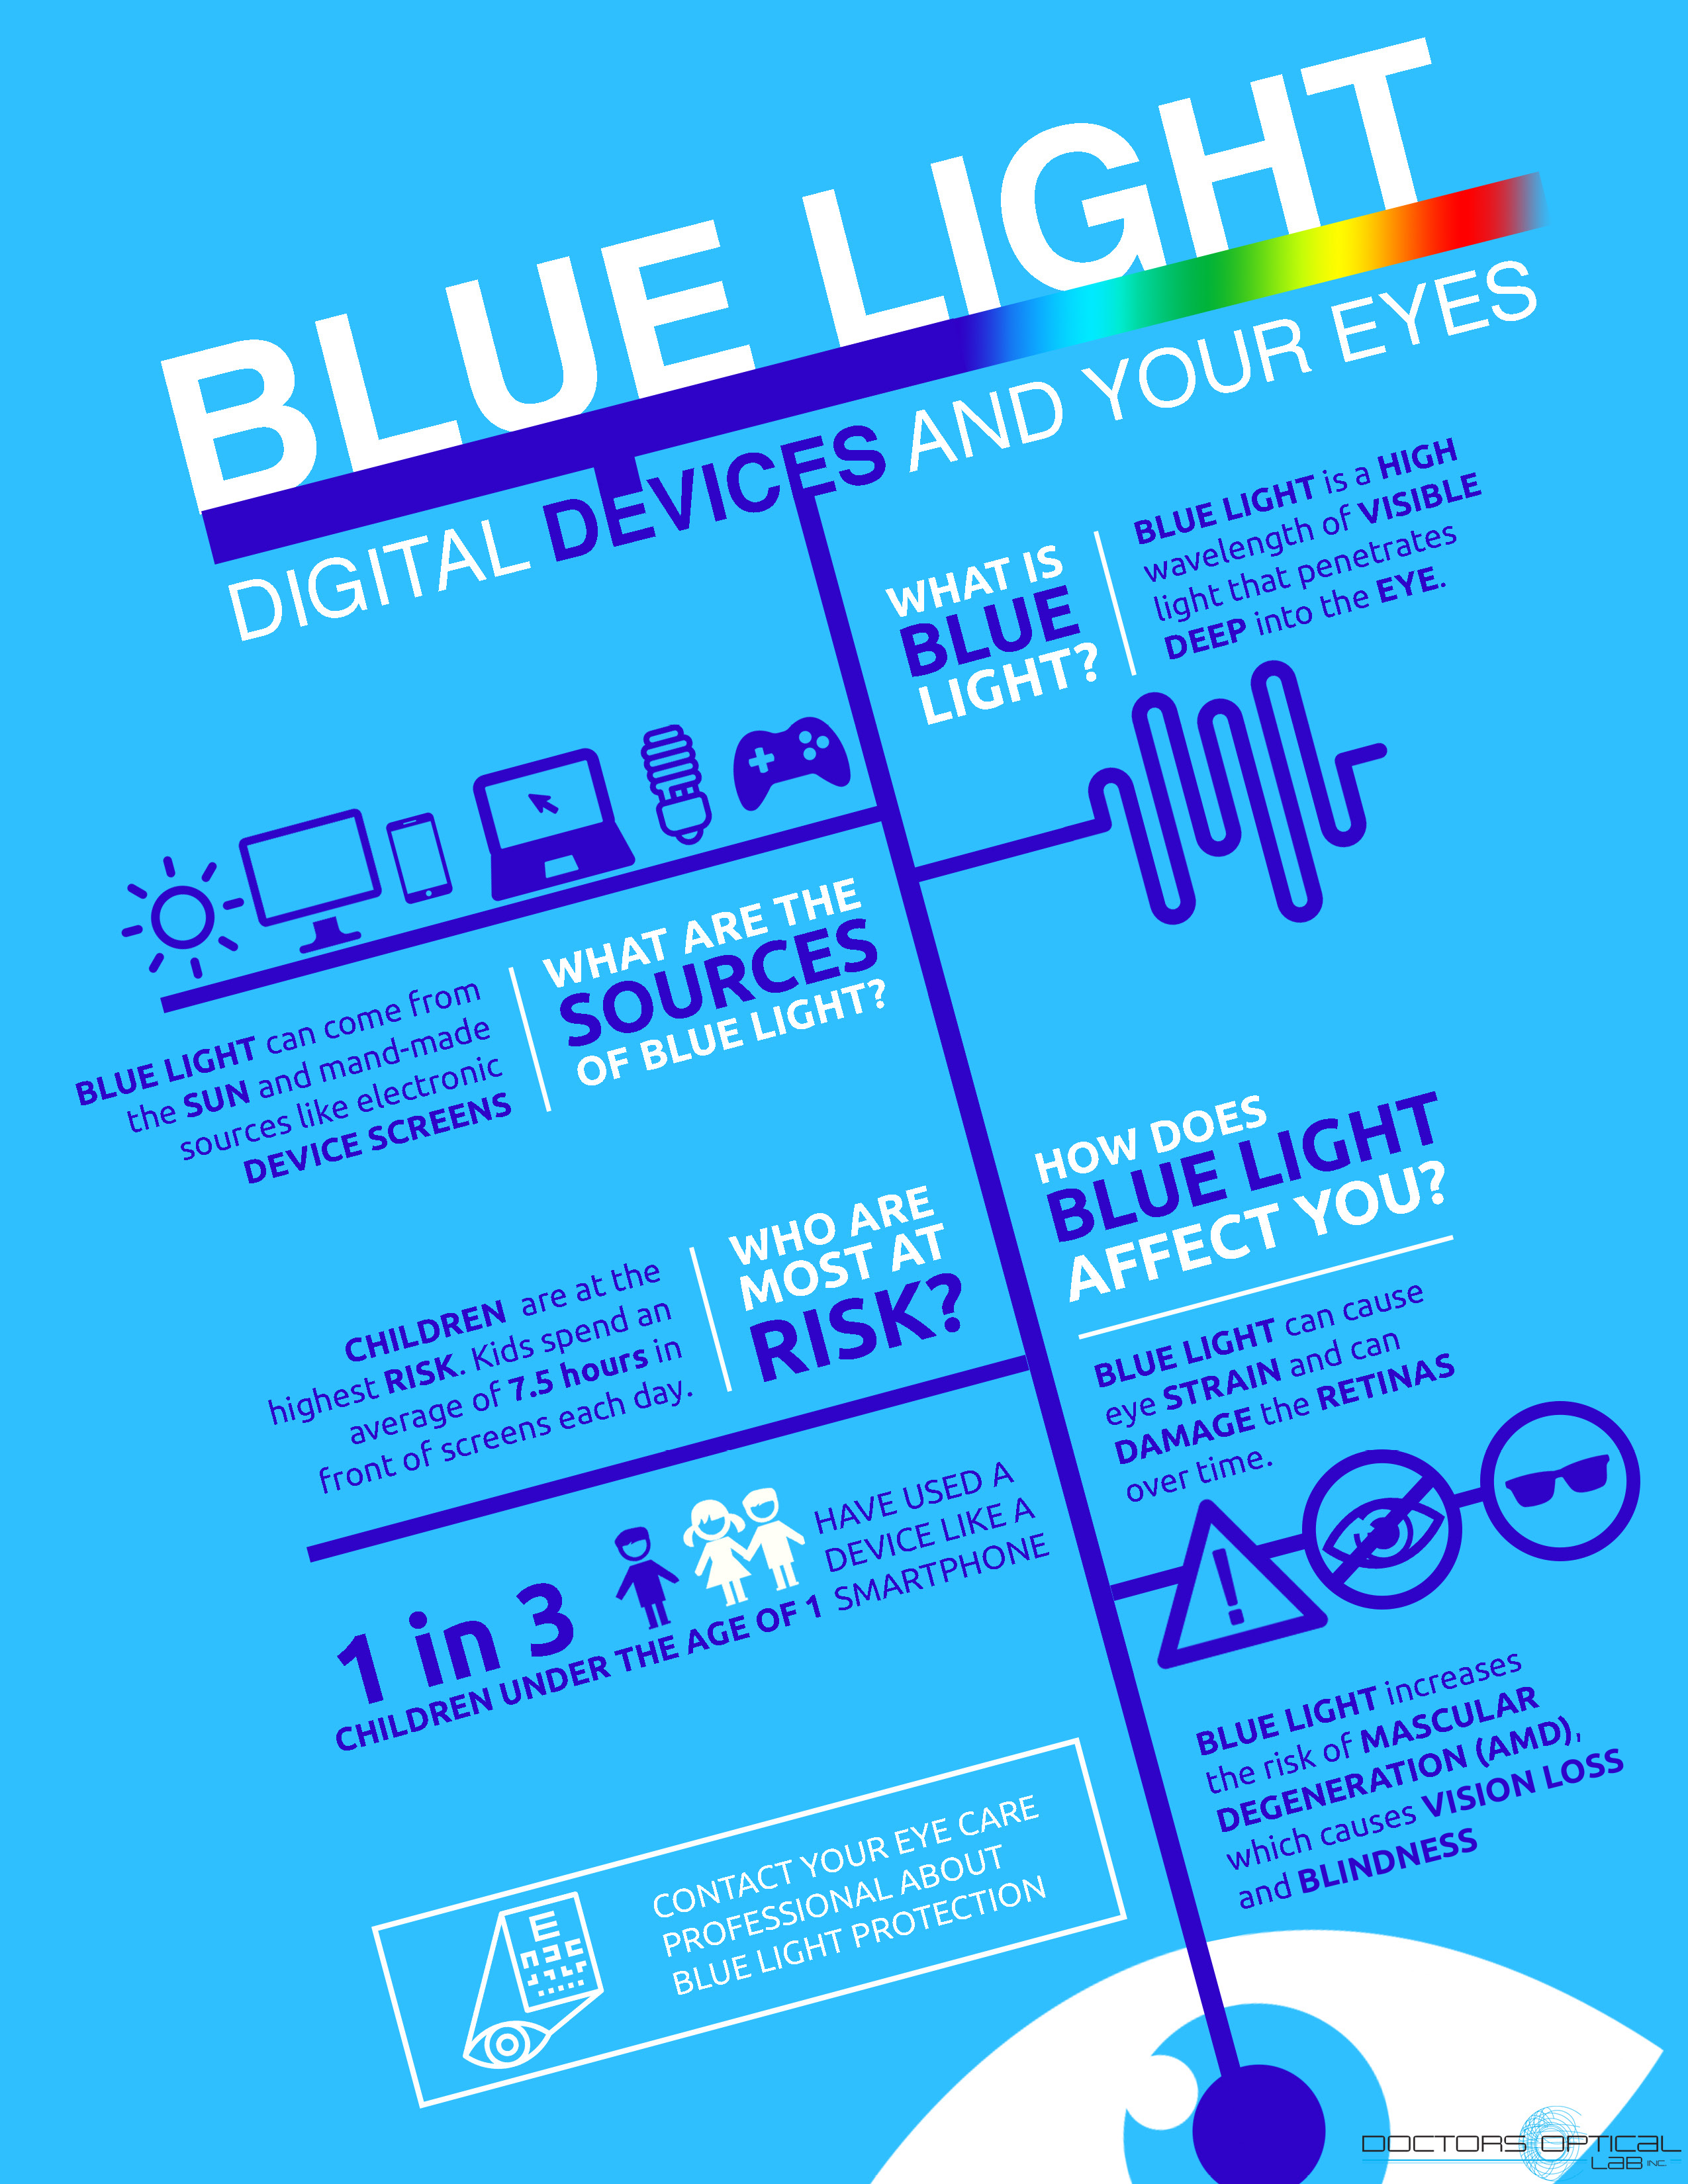 BLUE LIGHT
DIGITAL DEVICES AND YOUR EYES
WHAT IS
BLUE
LIGHT?
BLUE LIGHT is a HIGH
wavelength of VISIBLE
light that penetrates
DEEP into the EYE.
WHAT ARE THE
SOURCES
OF BLUE LIGHT?
BLUE LIGHT can come from
the SUN and mand-made
sources like electronic
DEVICE SCREENS
HOW DOES
BLUE LIGHT
AFFECT YOU?
BLUE LIGHT can cause
eye STRAIN and can
DAMAGE the RETINAS
over time.
WHO ARE
MOST AT
RISK?
CHILDREN are at the
highest RISK. Kids spend an
average of 7.5 hours in
front of screens each day.
1 in 3
CHILDREN UNDER THE AGE OF 1
HAVE USED A
DEVICE LIKE A
SMARTPHONE
BLUE LIGHT increases
the risk of MASCULAR
DEGENERATION (AMD),
which causes VISION LOSS
and BLINDNESS
CONTACT YOUR EYE CARE
PROFESSIONAL ABOUT
BLUE LIGHT PROTECTION
E
DOCTORS OPTICAL
LAB INC.